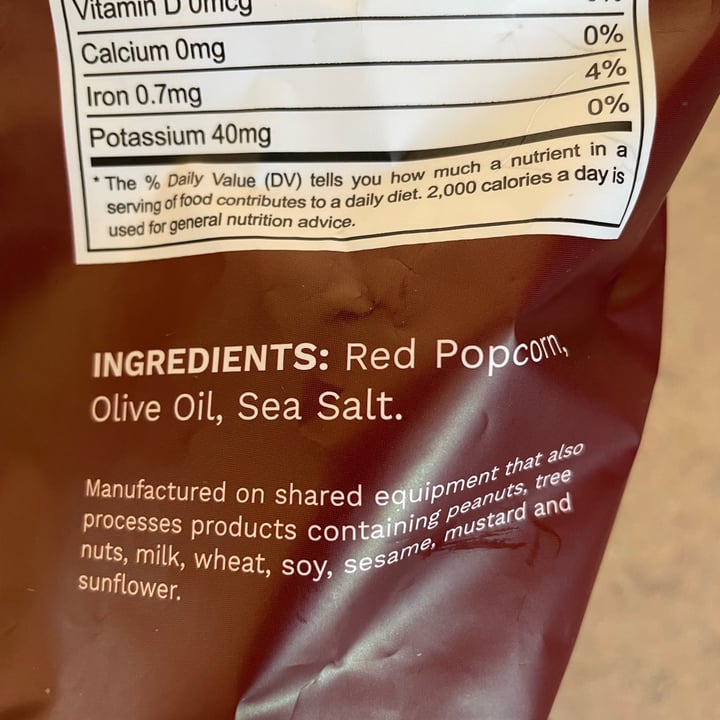 Vitamin D 0mcg
Calcium 0mg 0%
Iron 0.7mg 4%
Potassium 40mg 0%
* The % Daily Value (DV) tells you how much a nutrient in a
serving of food contributes to a daily diet. 2,000 calories a day is
used for general nutrition advice.
INGREDIENTS: Red Popcorn,
Olive Oil, Sea Salt.
Manufactured on shared equipment that also
processes products containing peanuts, tree
nuts, milk, wheat, soy, sesame, mustard and
sunflower.